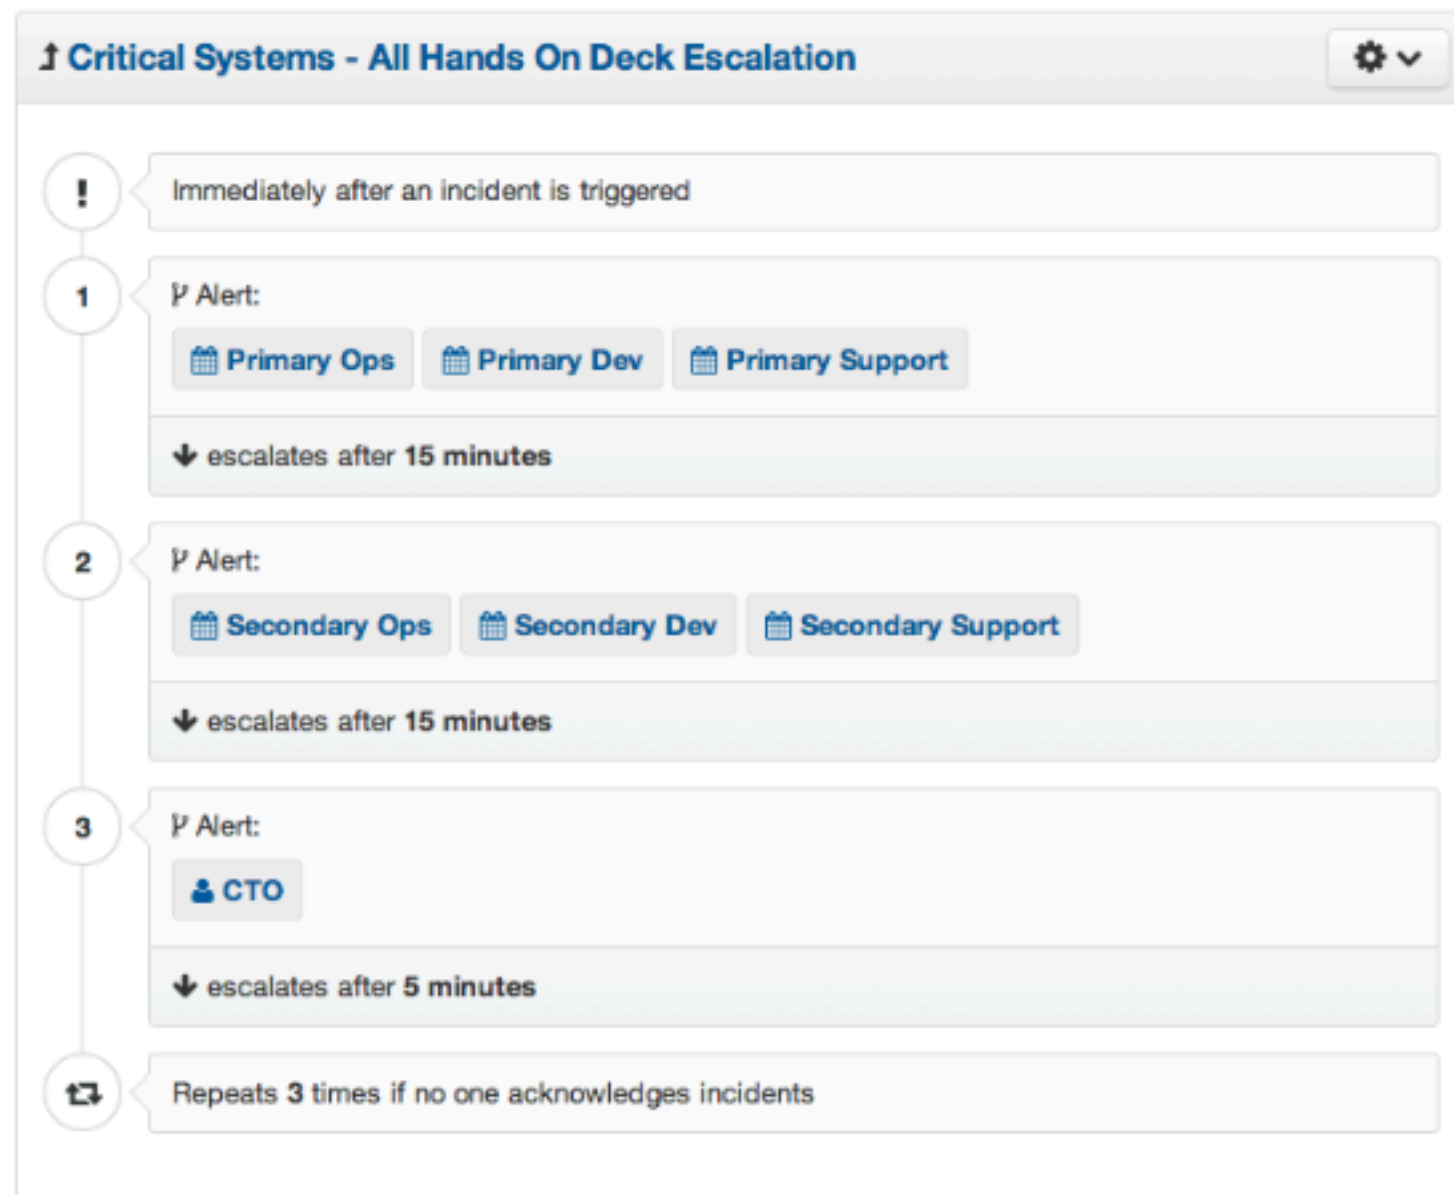 Critical Systems - All Hands On Deck Escalation
!
Immediately after an incident is triggered
1
Alert:
Primary Ops Primary Dev Primary Support
escalates after 15 minutes
2
Alert:
Secondary Ops Secondary Dev Secondary Support
escalates after 15 minutes
3
Alert:
CTO
escalates after 5 minutes
Repeats 3 times if no one acknowledges incidents